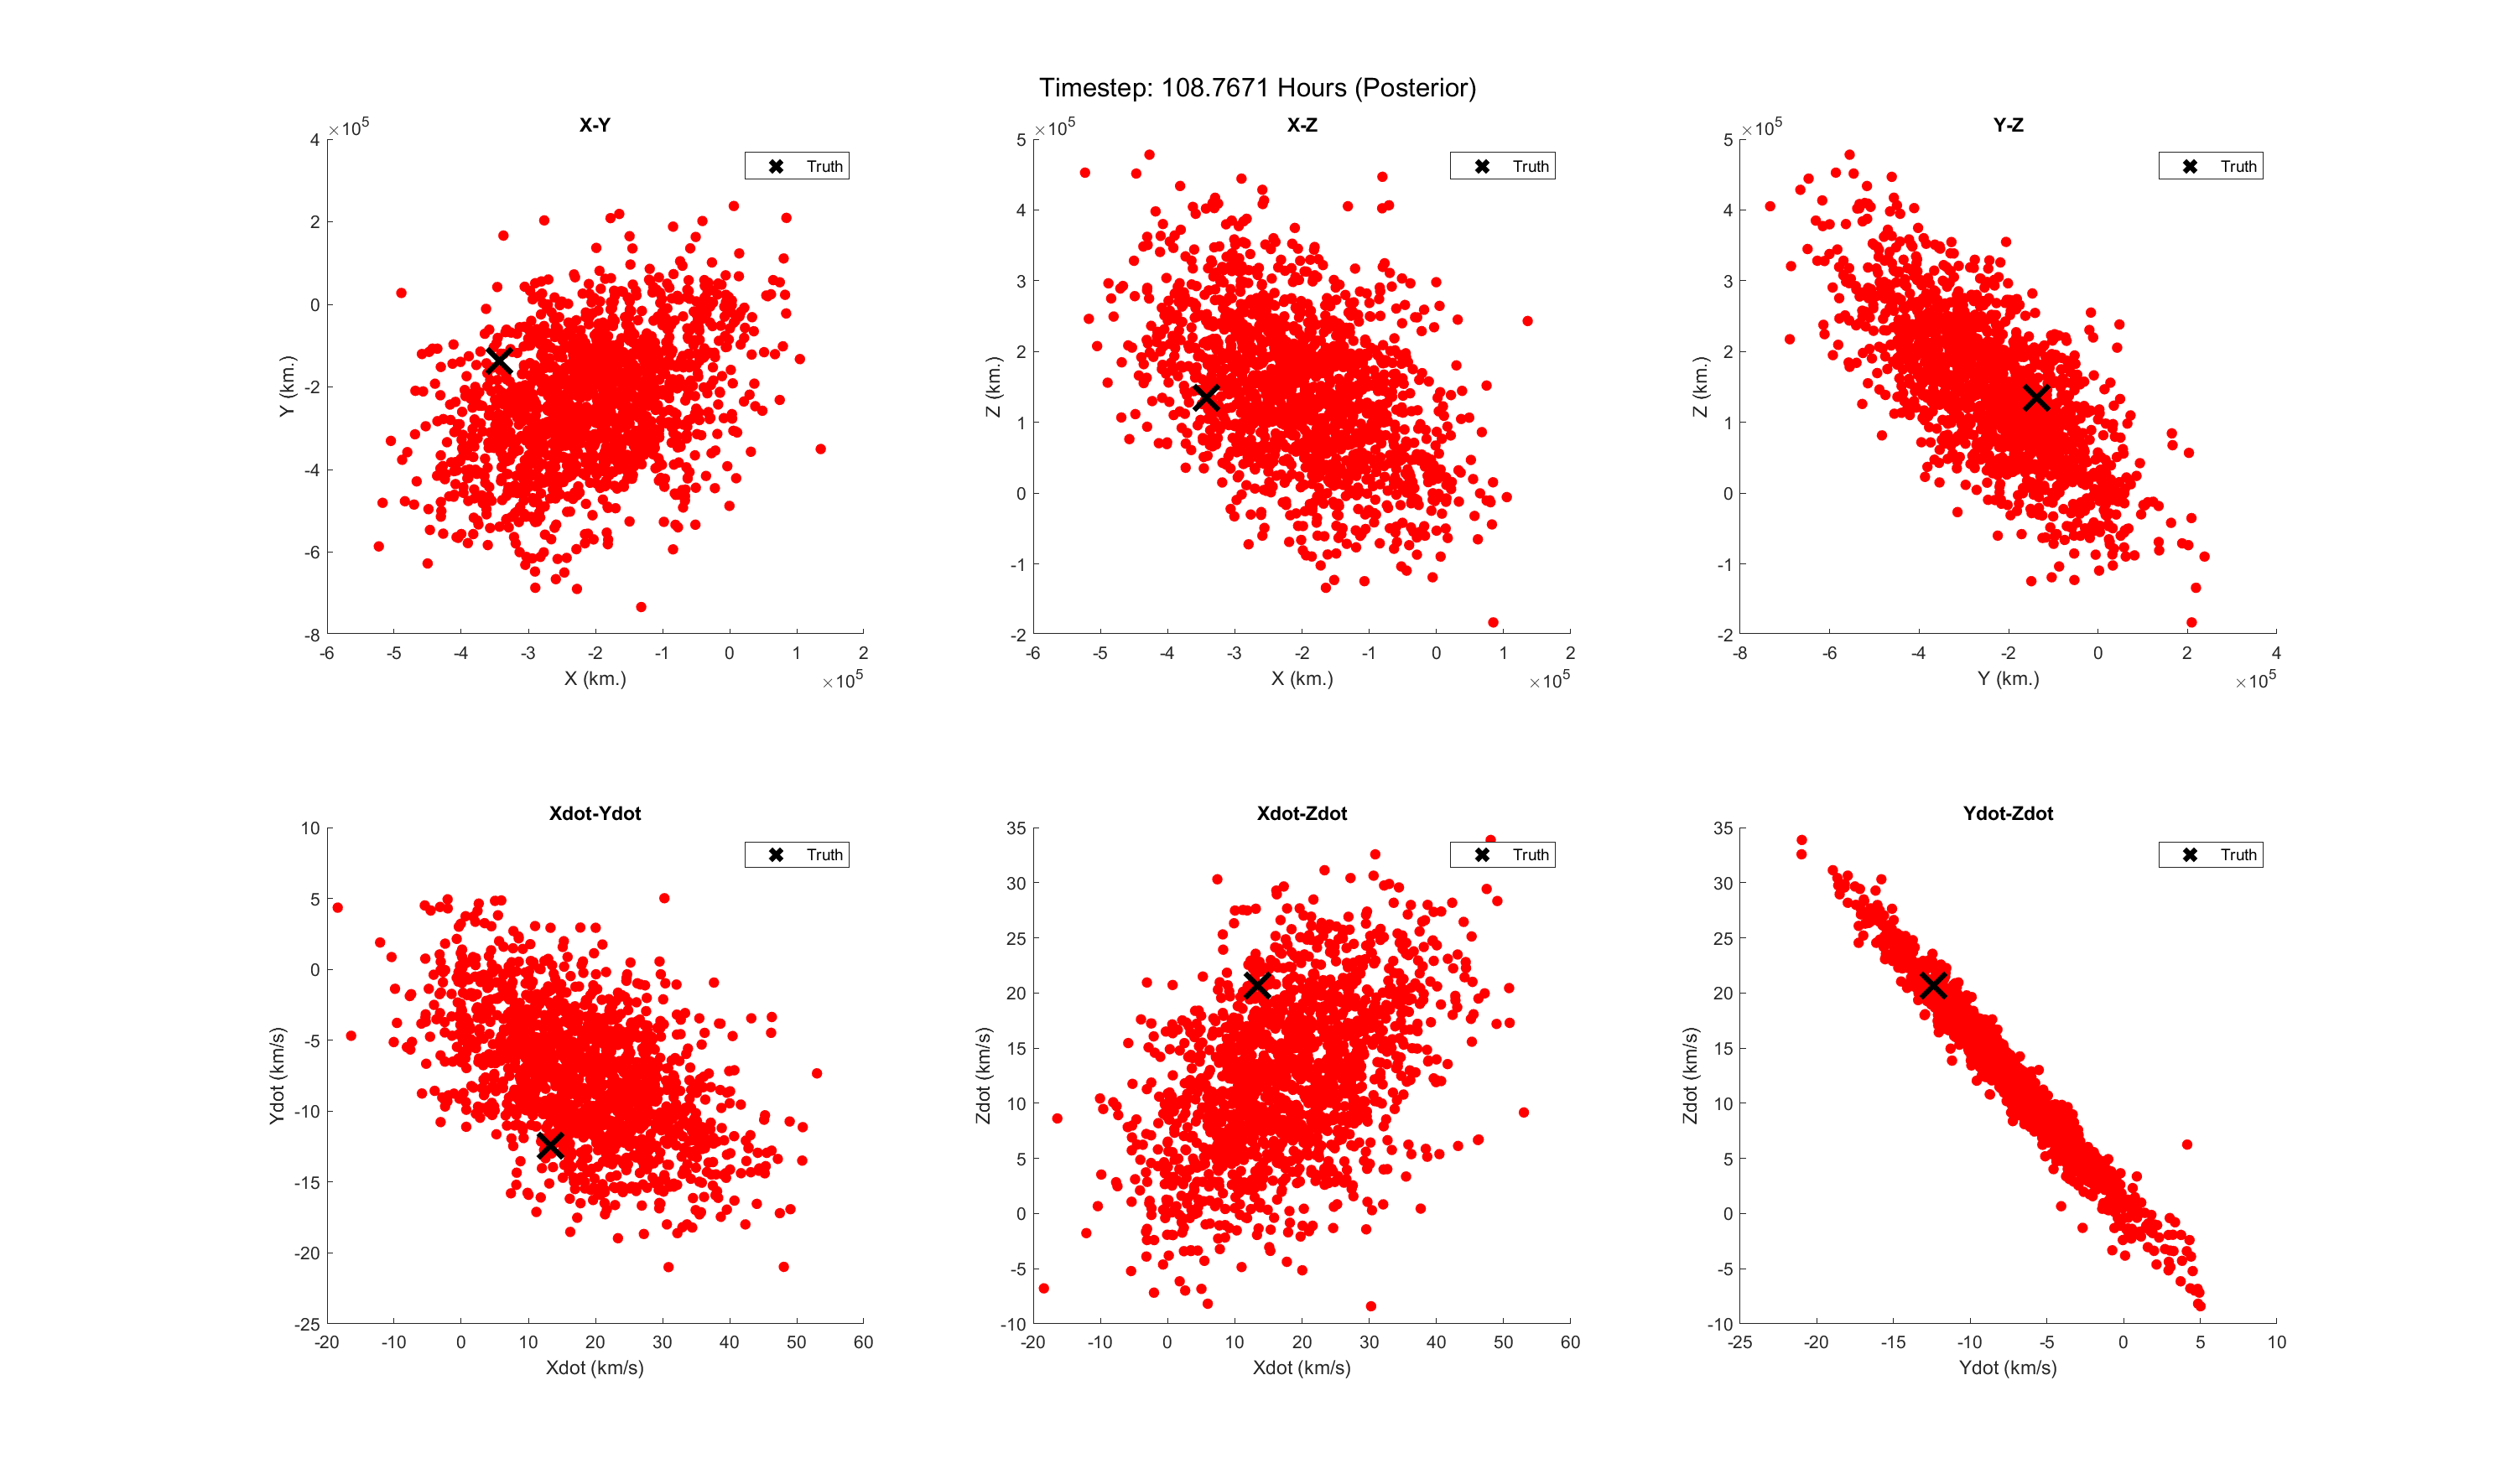 Timestep: 108.7671 Hours (Posterior)
X-Y
×10^5
4
2
0
-2
-4
-6
-8
Y (km.)
-6 -5 -4 -3 -2 -1 0 1 2
X (km.)
×10^5
Truth
X-Z
×10^5
5
4
3
2
1
0
-1
-2
Z (km.)
-6 -5 -4 -3 -2 -1 0 1 2
X (km.)
×10^5
Truth
Y-Z
×10^5
5
4
3
2
1
0
-1
-2
Z (km.)
-8 -6 -4 -2 0 2 4
Y (km.)
×10^5
Truth
Xdot-Ydot
10
5
0
-5
-10
-15
-20
-25
Ydot (km/s)
-20 -10 0 10 20 30 40 50 60
Xdot (km/s)
Truth
Xdot-Zdot
35
30
25
20
15
10
5
0
-5
-10
Zdot (km/s)
-20 -10 0 10 20 30 40 50 60
Xdot (km/s)
Truth
Ydot-Zdot
35
30
25
20
15
10
5
0
-5
-10
Zdot (km/s)
-25 -20 -15 -10 -5 0 5 10
Ydot (km/s)
Truth